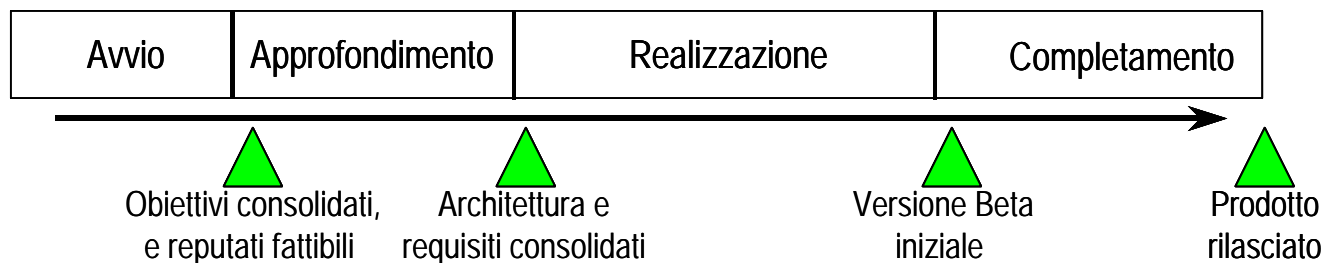 Avvio
Approfondimento
Realizzazione
Completamento
Obiettivi consolidati,
e reputati fattibili
Architettura e
requisiti consolidati
Versione Beta
iniziale
Prodotto
rilasciato